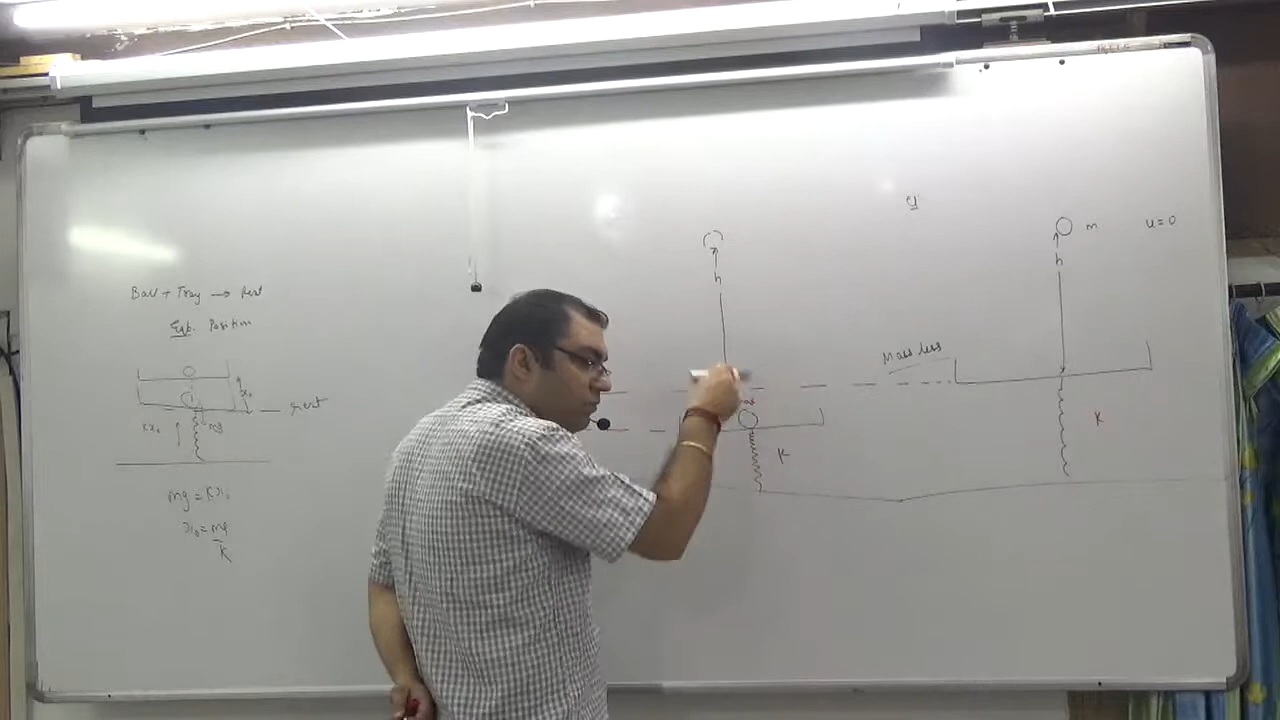 Ball + Tray → Rest
Eqb. Position
x₀
rest
kx₀
mg
mg = kx₀
x₀ = mg
k
h
x
K
Mass less
m
u = 0
h
K